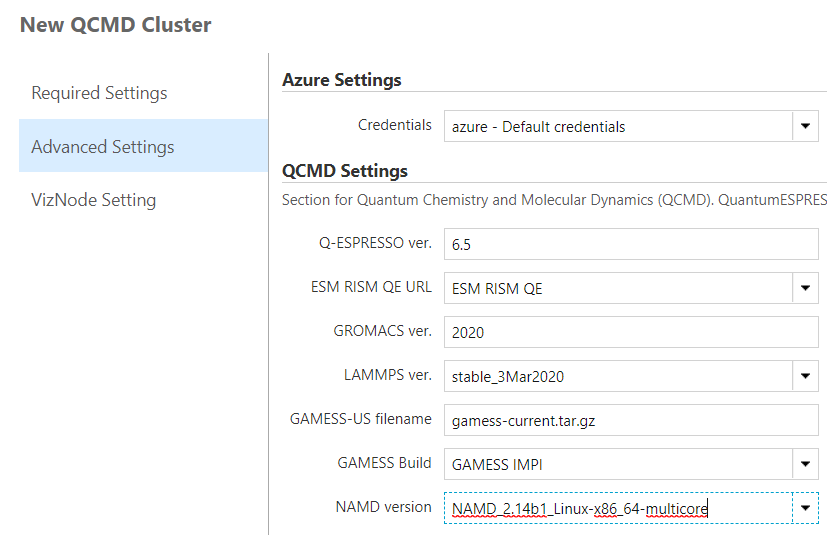 New QCMD Cluster
Required Settings
Advanced Settings
VizNode Setting
Azure Settings
Credentials azure - Default credentials
QCMD Settings
Section for Quantum Chemistry and Molecular Dynamics (QCMD). QuantumESPRES
Q-ESPRESSO ver. 6.5
ESM RISM QE URL ESM RISM QE
GROMACS ver. 2020
LAMMPS ver. stable_3Mar2020
GAMESS-US filename gamess-current.tar.gz
GAMESS Build GAMESS IMPI
NAMD version NAMD_2.14b1_Linux-x86_64-multicore